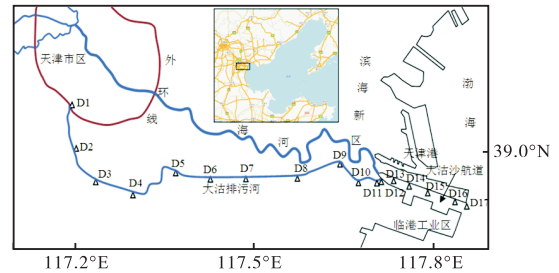 天津市区
外
环
线
海
河
滨
海
新
区
渤
海
天津港
大沽沙航道
临港工业区
大沽排污河
D1
D2
D3
D4
D5
D6
D7
D8
D9
D10
D11
D12
D13
D14
D15
D16
D17
39.0°N
117.2°E
117.5°E
117.8°E